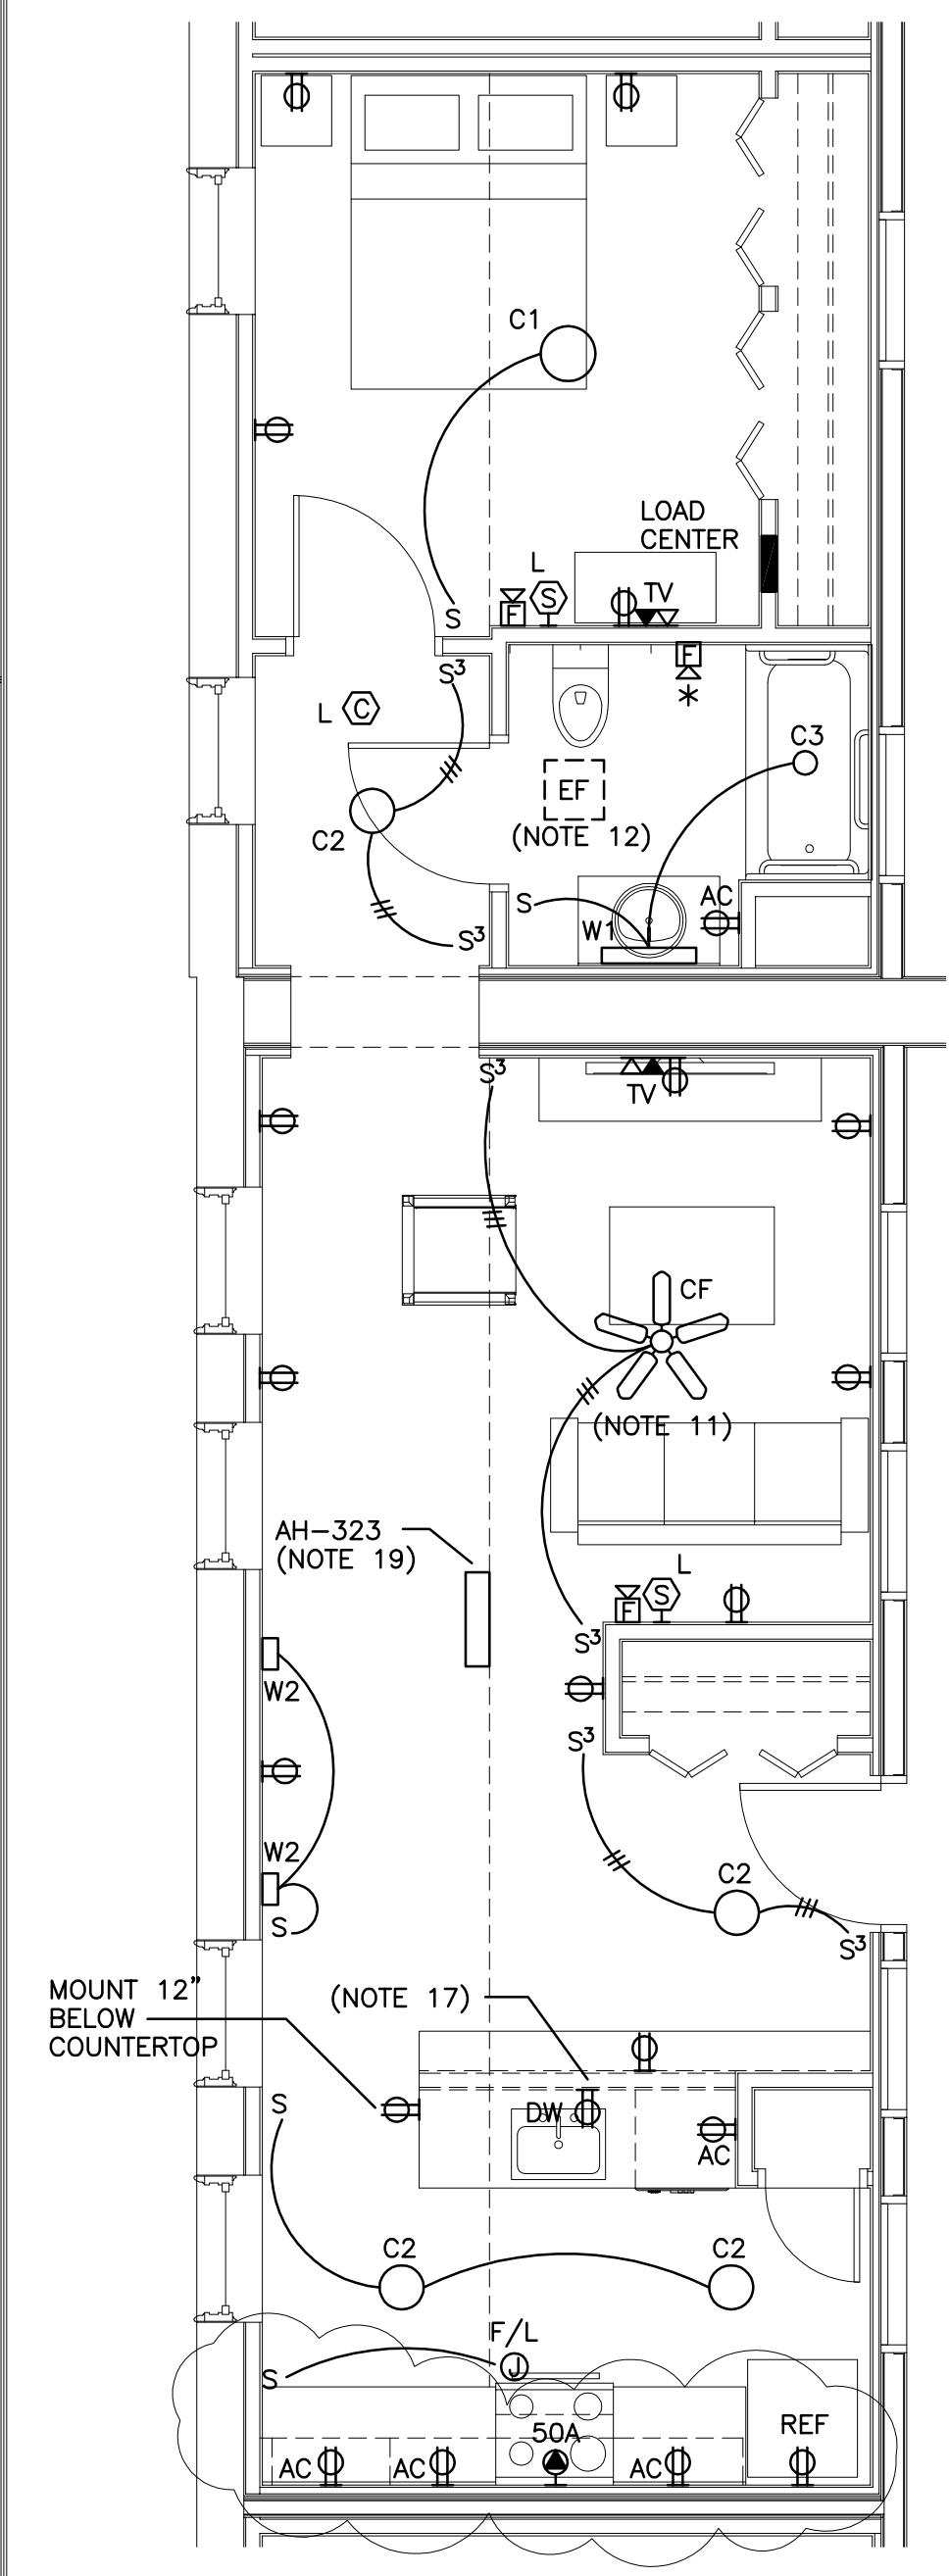 C1
LOAD
CENTER
L
S
TV
F
S
S³
F
*
L
C
C3
EF
(NOTE 12)
C2
AC
S
W1
S³
S³
TV
CF
(NOTE 11)
AH-323
(NOTE 19)
L
S
F
S³
W2
S³
W2
C2
S
S³
MOUNT 12"
BELOW
COUNTERTOP
(NOTE 17)
S
DW
AC
C2
C2
F/L
J
S
REF
50A
AC
AC
AC